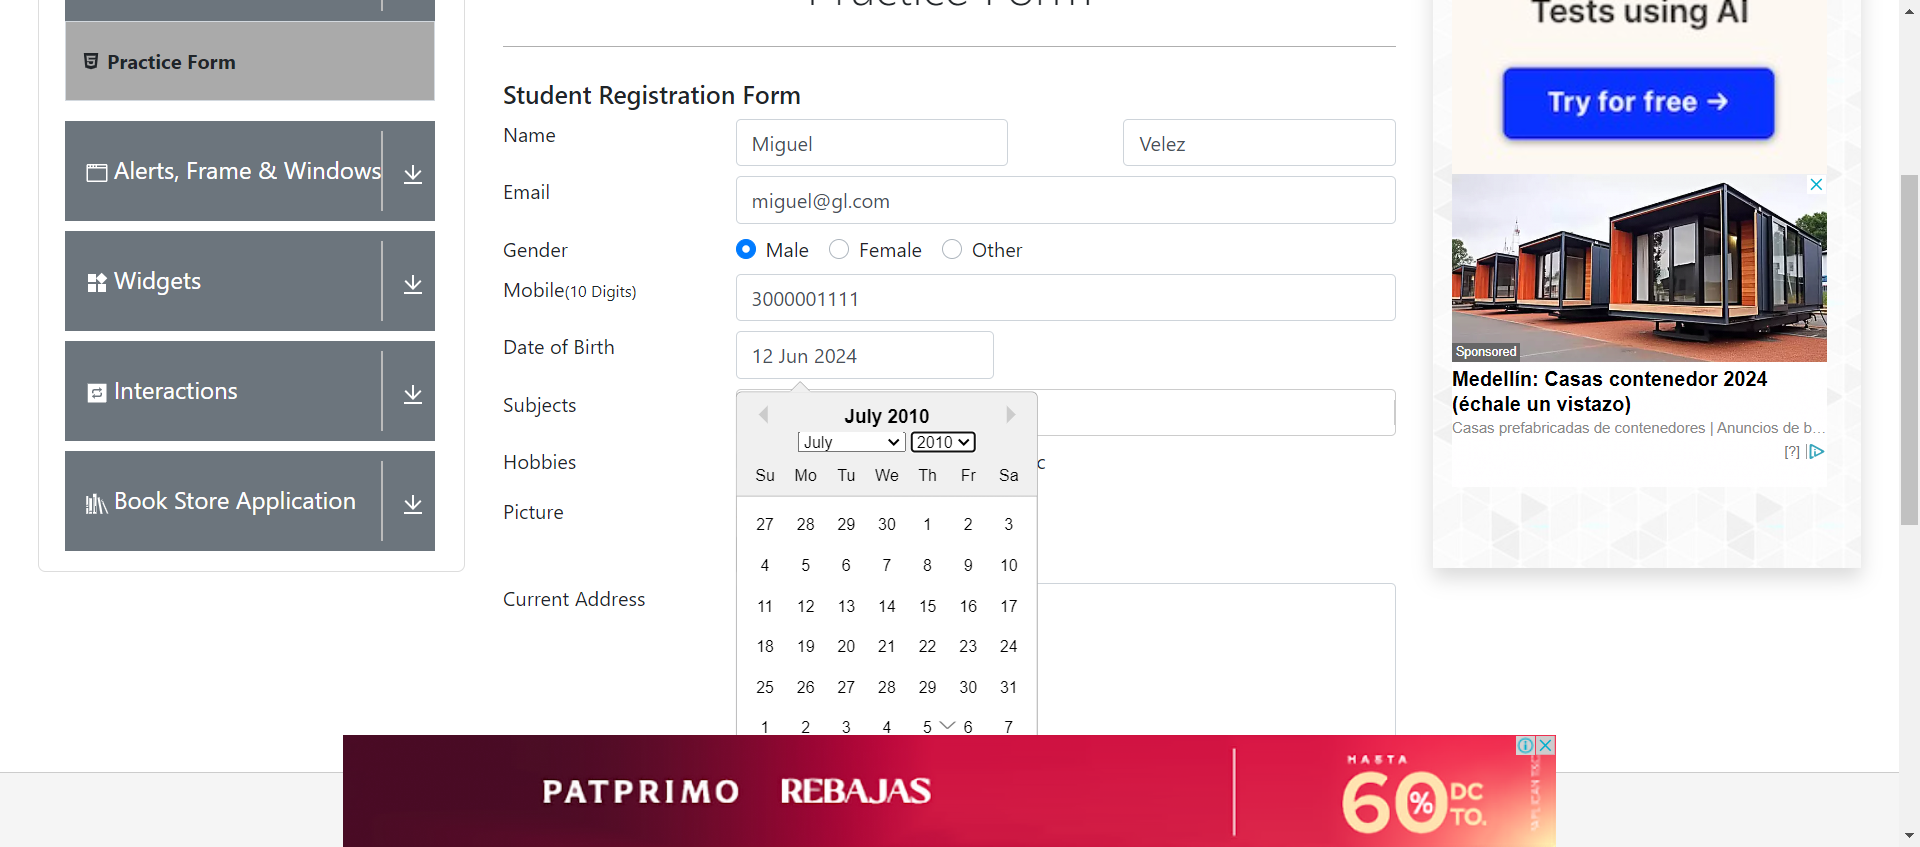 Practice Form
Practice Form
Alerts, Frame & Windows
Widgets
Interactions
Book Store Application
Student Registration Form
Name
Miguel
Velez
Email
miguel@gl.com
Gender
Male
Female
Other
Mobile(10 Digits)
3000001111
Date of Birth
12 Jun 2024
Subjects
July 2010
July
2010
Su Mo Tu We Th Fr Sa
27 28 29 30 1 2 3
4 5 6 7 8 9 10
11 12 13 14 15 16 17
18 19 20 21 22 23 24
25 26 27 28 29 30 31
1 2 3 4 5 6 7
Hobbies
c
Picture
Current Address
Tests using AI
Try for free →
Sponsored
Medellín: Casas contenedor 2024
(échale un vistazo)
Casas prefabricadas de contenedores | Anuncios de b...
[?]
PATPRIMO REBAJAS
HASTA
60% DC
TO.